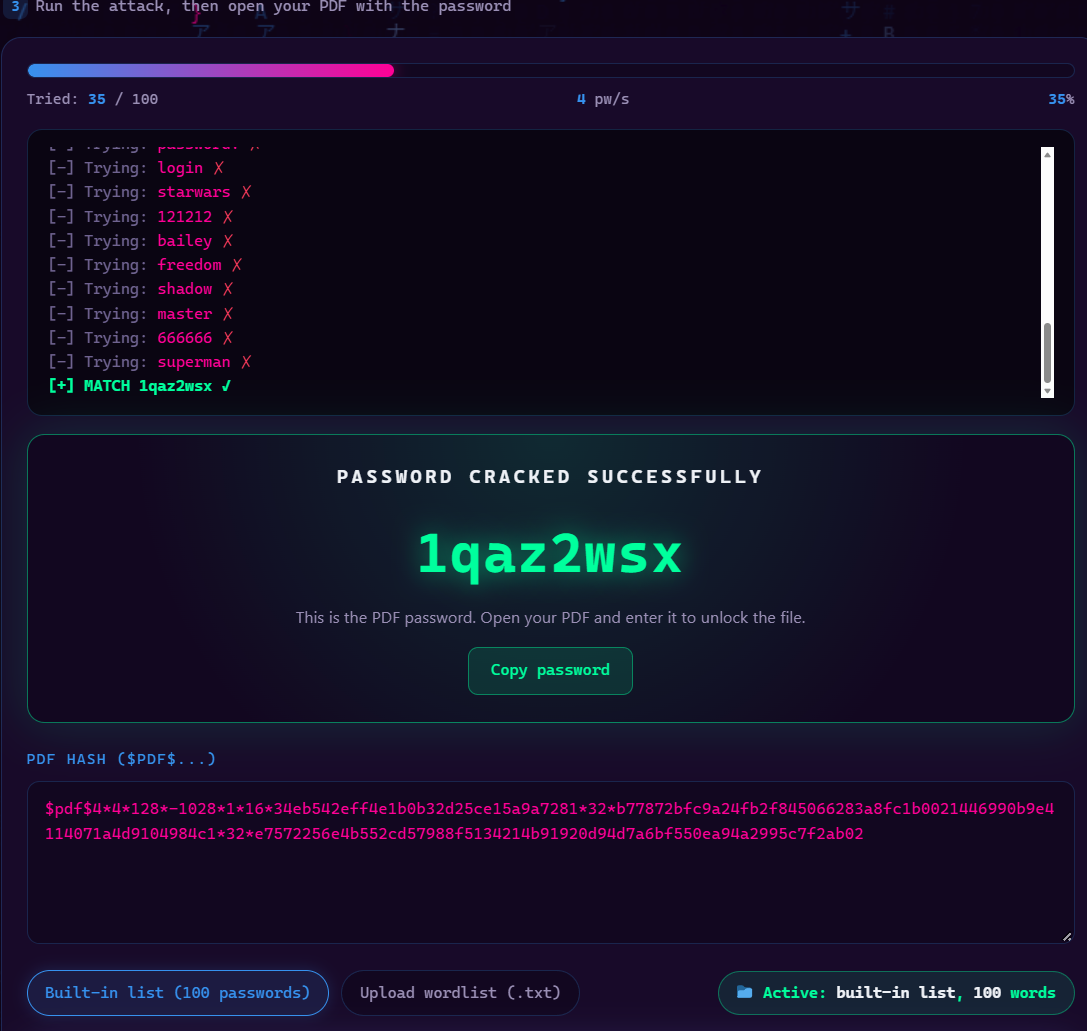 3 Run the attack, then open your PDF with the password
Tried: 35 / 100
4 pw/s
35%
[-] Trying: login ✗
[-] Trying: starwars ✗
[-] Trying: 121212 ✗
[-] Trying: bailey ✗
[-] Trying: freedom ✗
[-] Trying: shadow ✗
[-] Trying: master ✗
[-] Trying: 666666 ✗
[-] Trying: superman ✗
[+] MATCH 1qaz2wsx ✓
PASSWORD CRACKED SUCCESSFULLY
1qaz2wsx
This is the PDF password. Open your PDF and enter it to unlock the file.
Copy password
PDF HASH ($PDF$...)
$pdf$4*4*128*-1028*1*16*34eb542eff4e1b0b32d25ce15a9a7281*32*b77872bfc9a24fb2f845066283a8fc1b0021446990b9e4
114071a4d9104984c1*32*e7572256e4b552cd57988f5134214b91920d94d7a6bf550ea94a2995c7f2ab02
Built-in list (100 passwords)
Upload wordlist (.txt)
Active: built-in list, 100 words